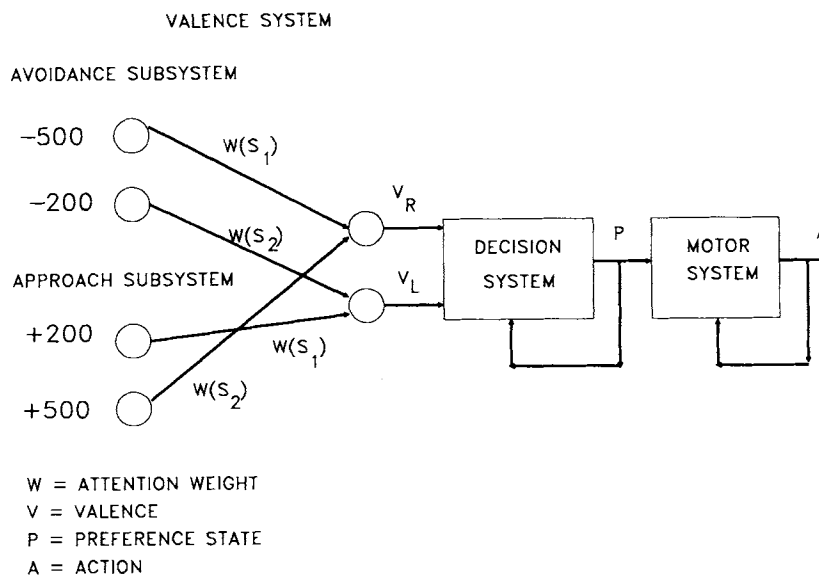 VALENCE SYSTEM
AVOIDANCE SUBSYSTEM
−500
W(S1)
−200
W(S2)
VR
DECISION
SYSTEM
P
MOTOR
SYSTEM
A
APPROACH SUBSYSTEM
VL
+200
W(S1)
W(S2)
+500
W = ATTENTION WEIGHT
V = VALENCE
P = PREFERENCE STATE
A = ACTION